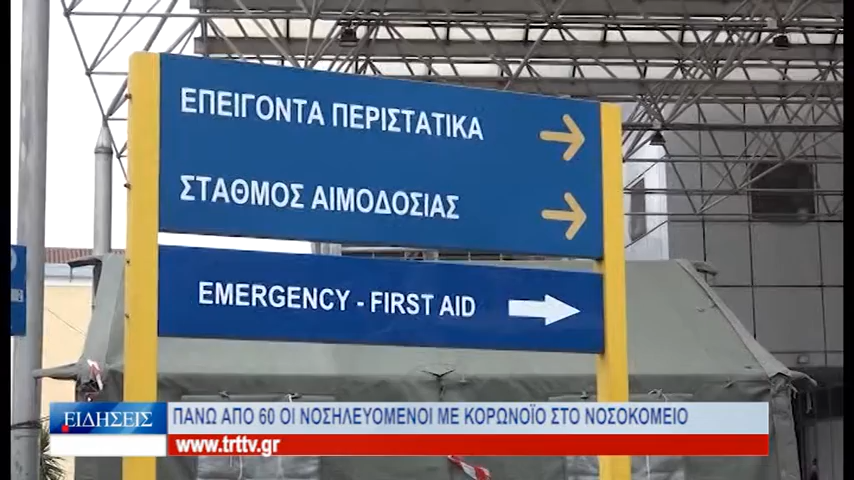 ΕΠΕΙΓΟΝΤΑ ΠΕΡΙΣΤΑΤΙΚΑ
ΣΤΑΘΜΟΣ ΑΙΜΟΔΟΣΙΑΣ
EMERGENCY - FIRST AID
ΕΙΔΗΣΕΙΣ
ΠΑΝΩ ΑΠΟ 60 ΟΙ ΝΟΣΗΛΕΥΟΜΕΝΟΙ ΜΕ ΚΟΡΩΝΟΪΟ ΣΤΟ ΝΟΣΟΚΟΜΕΙΟ
www.trttv.gr